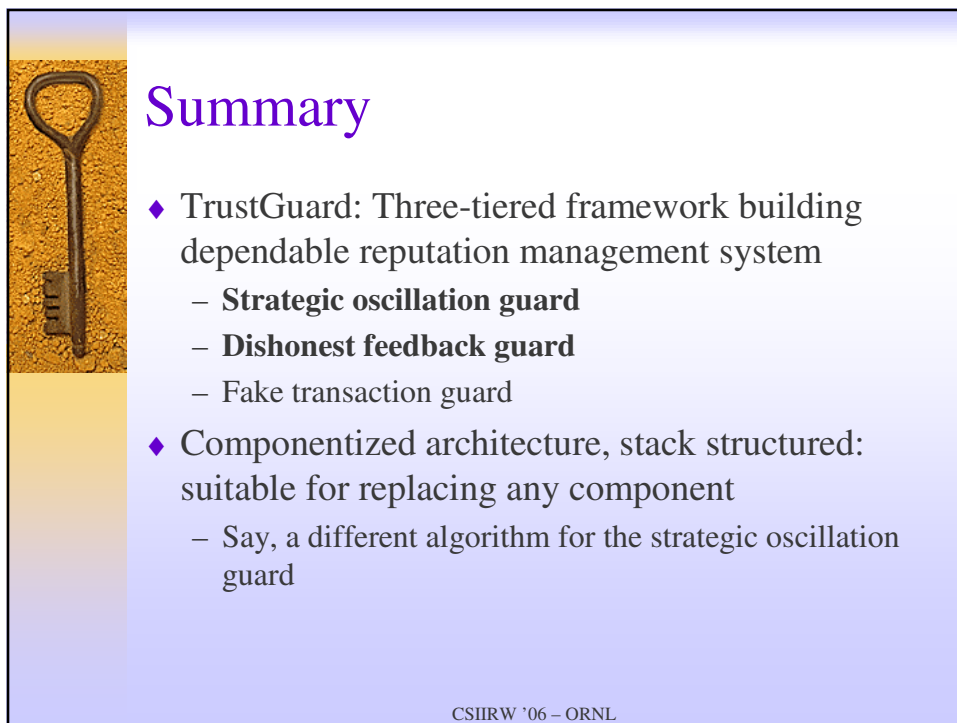 Summary
♦ TrustGuard: Three-tiered framework building
dependable reputation management system
– Strategic oscillation guard
– Dishonest feedback guard
– Fake transaction guard
♦ Componentized architecture, stack structured:
suitable for replacing any component
– Say, a different algorithm for the strategic oscillation
guard
CSIIRW ’06 – ORNL